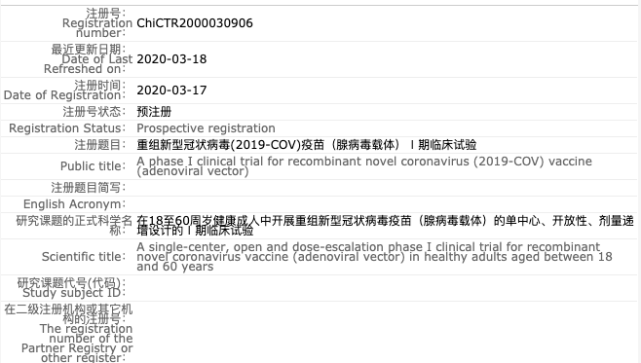 注册号：
Registration number：
ChiCTR2000030906
最近更新日期：
Date of Last Refreshed on：
2020-03-18
注册时间：
Date of Registration：
2020-03-17
注册号状态：
预注册
Registration Status：
Prospective registration
注册题目：
重组新型冠状病毒(2019-COV)疫苗（腺病毒载体）Ⅰ期临床试验
Public title：
A phase I clinical trial for recombinant novel coronavirus (2019-COV) vaccine
(adenoviral vector)
注册题目简写：
English Acronym：
研究课题的正式科学名称：
在18至60周岁健康成人中开展重组新型冠状病毒疫苗（腺病毒载体）的单中心、开放性、剂量递
增设计的Ⅰ期临床试验
Scientific title：
A single-center, open and dose-escalation phase I clinical trial for recombinant
novel coronavirus vaccine (adenoviral vector) in healthy adults aged between 18
and 60 years
研究课题代号(代码)：
Study subject ID：
在二级注册机构或其它机
构的注册号：
The registration
number of the
Partner Registry or
other register：